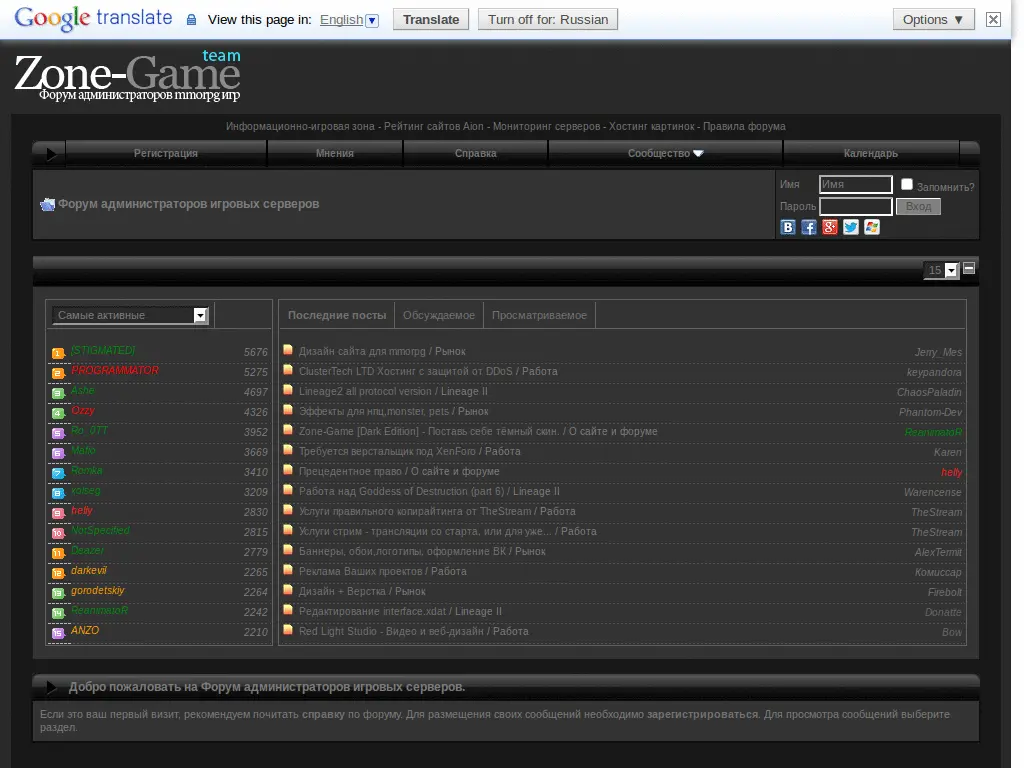 Google translate View this page in: English Translate Turn off for: Russian Options ▼
team
Zone-Game
Форум администраторов mmorpg игр
Информационно-игровая зона - Рейтинг сайтов Aion - Мониторинг серверов - Хостинг картинок - Правила форума
Регистрация Мнения Справка Сообщество Календарь
Форум администраторов игровых серверов
Имя Имя Запомнить?
Пароль Вход
15
Самые активные
Последние посты Обсуждаемое Просматриваемое
1 [STIGMATED] 5676 Дизайн сайта для mmorpg / Рынок Jerry_Mes
2 PROGRAMMATOR 5275 ClusterTech LTD Хостинг с защитой от DDoS / Работа keypandora
3 Ashe 4697 Lineage2 all protocol version / Lineage II ChaosPaladin
4 Ozzy 4326 Эффекты для нпц,monster, pets / Рынок Phantom-Dev
5 Ro_0TT 3952 Zone-Game [Dark Edition] - Поставь себе тёмный скин. / О сайте и форуме ReanimatoR
6 Mafio 3669 Требуется верстальщик под XenForo / Работа Karen
7 Romka 3410 Прецедентное право / О сайте и форуме helly
8 kolseg 3209 Работа над Goddess of Destruction (part 6) / Lineage II Warencense
9 helly 2830 Услуги правильного копирайтинга от TheStream / Работа TheStream
10 NotSpecified 2815 Услуги стрим - трансляции со старта, или для уже... / Работа TheStream
11 Deazer 2779 Баннеры, обои,логотипы, оформление ВК / Рынок AlexTermit
12 darkevil 2265 Реклама Ваших проектов / Работа Комиссар
13 gorodetskiy 2264 Дизайн + Верстка / Рынок Firebolt
14 ReanimatoR 2242 Редактирование interface.xdat / Lineage II Donatte
15 ANZO 2210 Red Light Studio - Видео и веб-дизайн / Работа Bow
Добро пожаловать на Форум администраторов игровых серверов.
Если это ваш первый визит, рекомендуем почитать справку по форуму. Для размещения своих сообщений необходимо зарегистрироваться. Для просмотра сообщений выберите
раздел.